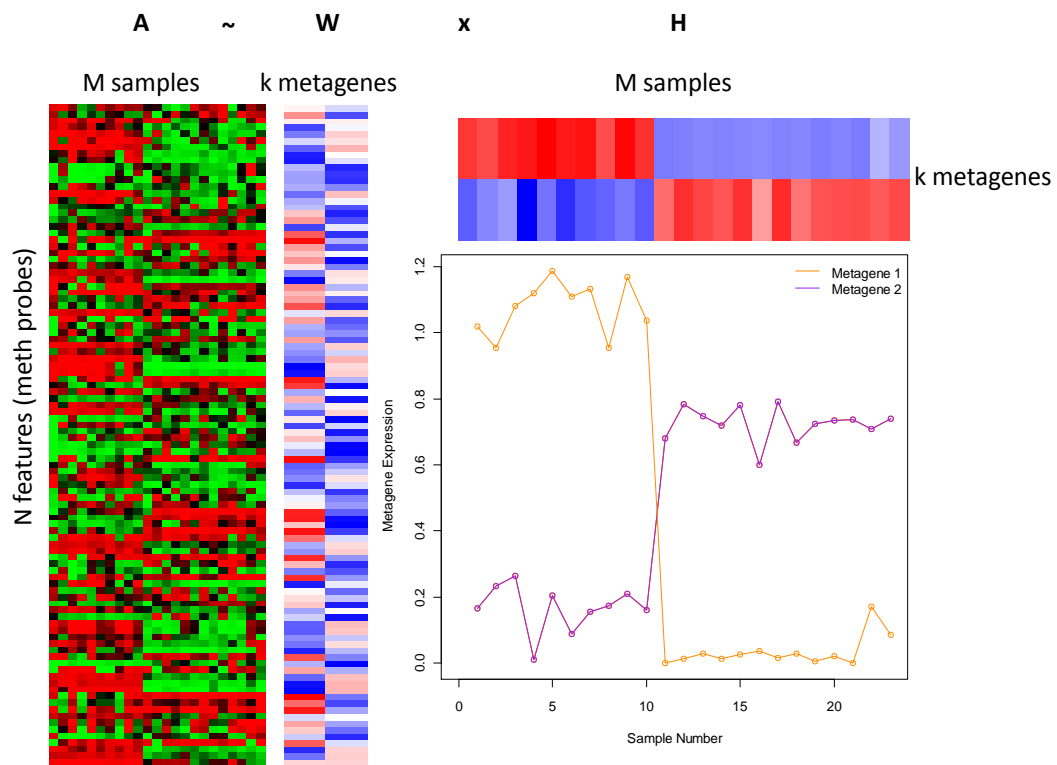 A ~ W x H
M samples k metagenes M samples
k metagenes
N features (meth probes)
Metagene 1
Metagene 2
Metagene Expression
1.2
1.0
0.8
0.6
0.4
0.2
0.0
0 5 10 15 20
Sample Number